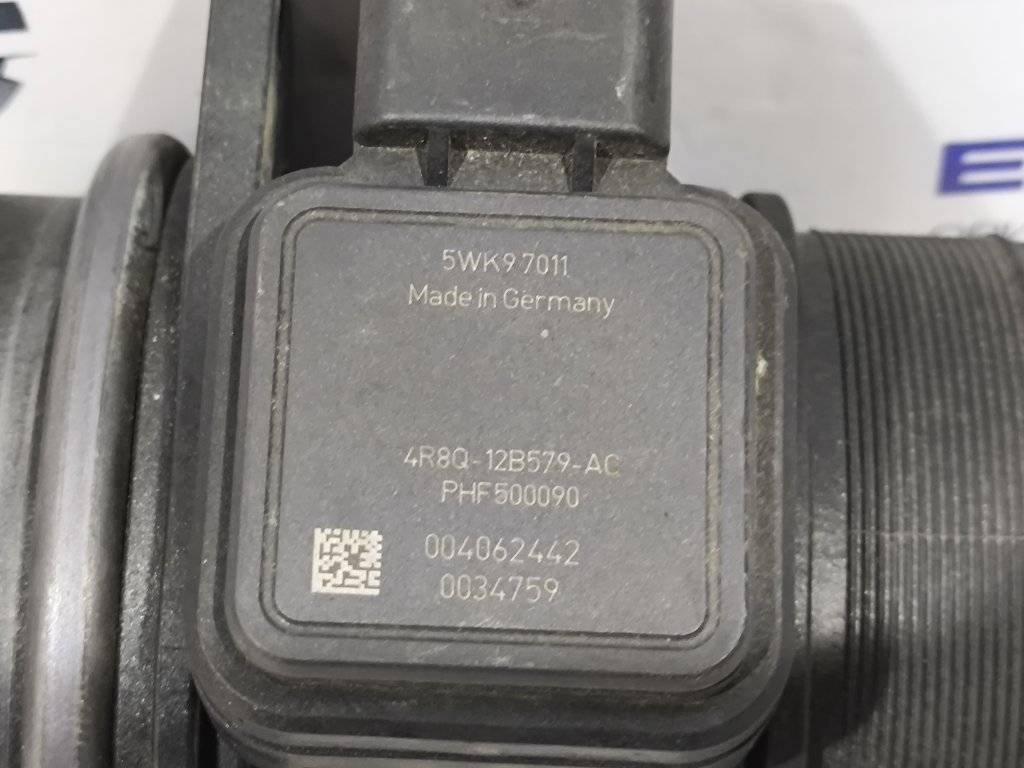 5WK9 7011
Made in Germany
4R8Q-12B579-AC
PHF500090
004062442
0034759
E